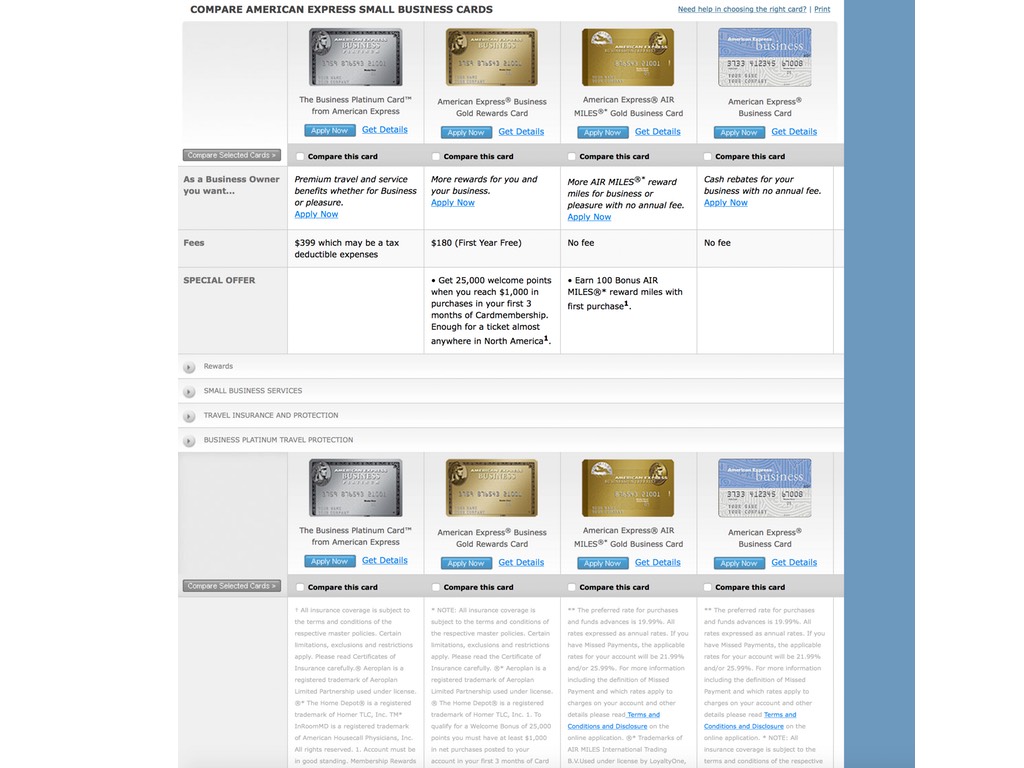 COMPARE AMERICAN EXPRESS SMALL BUSINESS CARDS
Need help in choosing the right card? | Print
The Business Platinum Card™
from American Express
Apply Now Get Details
American Express® Business
Gold Rewards Card
Apply Now Get Details
American Express® AIR
MILES®* Gold Business Card
Apply Now Get Details
American Express®
Business Card
Apply Now Get Details
Compare Selected Cards >
Compare this card
Compare this card
Compare this card
Compare this card
As a Business Owner
you want...
Premium travel and service
benefits whether for Business
or pleasure.
Apply Now
More rewards for you and
your business.
Apply Now
More AIR MILES®* reward
miles for business or
pleasure with no annual fee.
Apply Now
Cash rebates for your
business with no annual fee.
Apply Now
Fees
$399 which may be a tax
deductible expenses
$180 (First Year Free)
No fee
No fee
SPECIAL OFFER
• Get 25,000 welcome points
when you reach $1,000 in
purchases in your first 3
months of Cardmembership.
Enough for a ticket almost
anywhere in North America1.
• Earn 100 Bonus AIR
MILES®* reward miles with
first purchase1.
Rewards
SMALL BUSINESS SERVICES
TRAVEL INSURANCE AND PROTECTION
BUSINESS PLATINUM TRAVEL PROTECTION
The Business Platinum Card™
from American Express
Apply Now Get Details
American Express® Business
Gold Rewards Card
Apply Now Get Details
American Express® AIR
MILES®* Gold Business Card
Apply Now Get Details
American Express®
Business Card
Apply Now Get Details
Compare Selected Cards >
Compare this card
Compare this card
Compare this card
Compare this card
† All insurance coverage is subject to
the terms and conditions of the
respective master policies. Certain
limitations, exclusions and restrictions
apply. Please read Certificates of
Insurance carefully.® Aeroplan is a
registered trademark of Aeroplan
Limited Partnership used under license.
®* The Home Depot® is a registered
trademark of Homer TLC, Inc. TM*
InRoomMD is a registered trademark
of American Housecall Physicians, Inc.
All rights reserved. 1. Account must be
in good standing. Membership Rewards
* NOTE: All insurance coverage is
subject to the terms and conditions of
the respective master policies. Certain
limitations, exclusions and restrictions
apply. Please read the Certificate of
Insurance carefully. ®* Aeroplan is a
registered trademark of Aeroplan
Limited Partnership used under license.
® The Home Depot® is a registered
trademark of Homer TLC, Inc. 1. To
qualify for a Welcome Bonus of 25,000
points you must have at least $1,000
in net purchases posted to your
account in your first 3 months of Card
** The preferred rate for purchases
and funds advances is 19.99%. All
rates expressed as annual rates. If you
have Missed Payments, the applicable
rates for your account will be 21.99%
and/or 25.99%. For more information
including the definition of Missed
Payment and which rates apply to
charges on your account and other
details please read Terms and
Conditions and Disclosure on the
online application. ®* Trademarks of
AIR MILES International Trading
B.V.Used under license by LoyaltyOne,
** The preferred rate for purchases
and funds advances is 19.99%. All
rates expressed as annual rates. If you
have Missed Payments, the applicable
rates for your account will be 21.99%
and/or 25.99%. For more information
including the definition of Missed
Payment and which rates apply to
charges on your account and other
details please read Terms and
Conditions and Disclosure on the
online application. * NOTE: All
insurance coverage is subject to the
terms and conditions of the respective